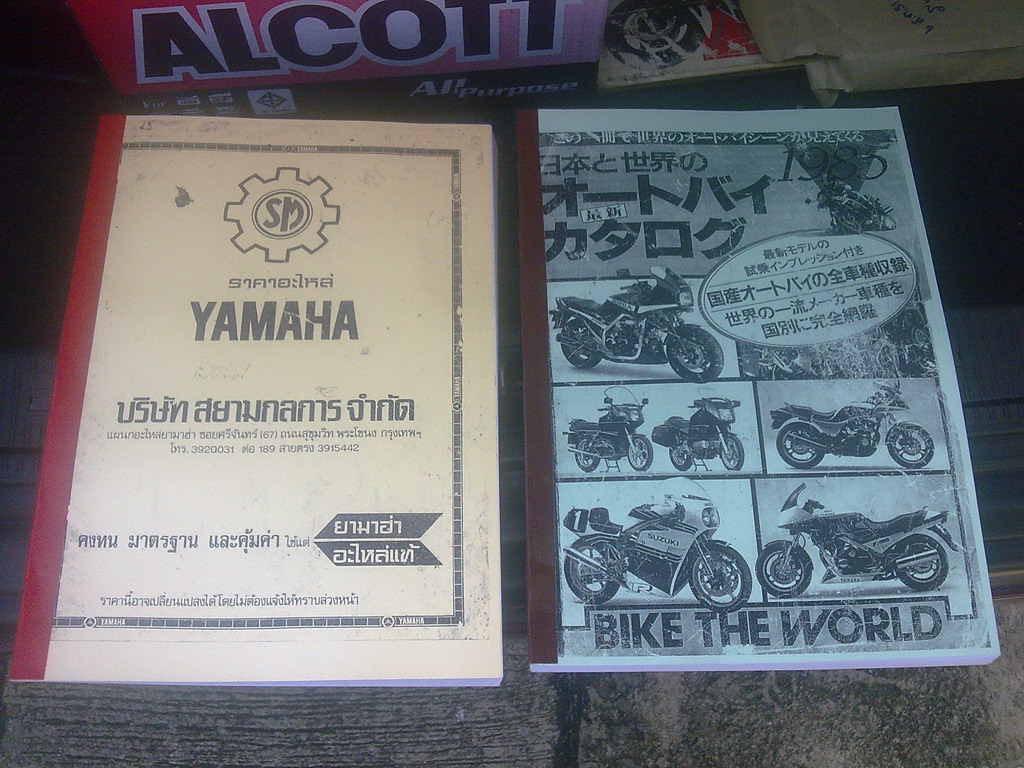 ALCOTT
All Purpose
For
YAMAHA
SM
ราคาอะไหล่
YAMAHA
บริษัท สยามกลการ จำกัด
แผนกอะไหล่ยามาฮ่า ซอยศรีจันทร์ (67) ถนนสุขุมวิท พระโขนง กรุงเทพฯ
โทร. 3920031 ต่อ 189 สายตรง 3915442
คงทน มาตรฐาน และคุ้มค่า ใช้แต่
ยามาฮ่า
อะไหล่แท้
ราคานี้อาจเปลี่ยนแปลงได้โดยไม่ต้องแจ้งให้ทราบล่วงหน้า
YAMAHA
YAMAHA
この一冊で世界のオートバイシーンが見えてくる
1985
日本と世界の
オートバイ
最新
カタログ
最新モデルの
試乗インプレッション付き
国産オートバイの全車種収録
世界の一流メーカー車種を
国別に完全網羅
1
SUZUKI
YAMAHA
BIKE THE WORLD